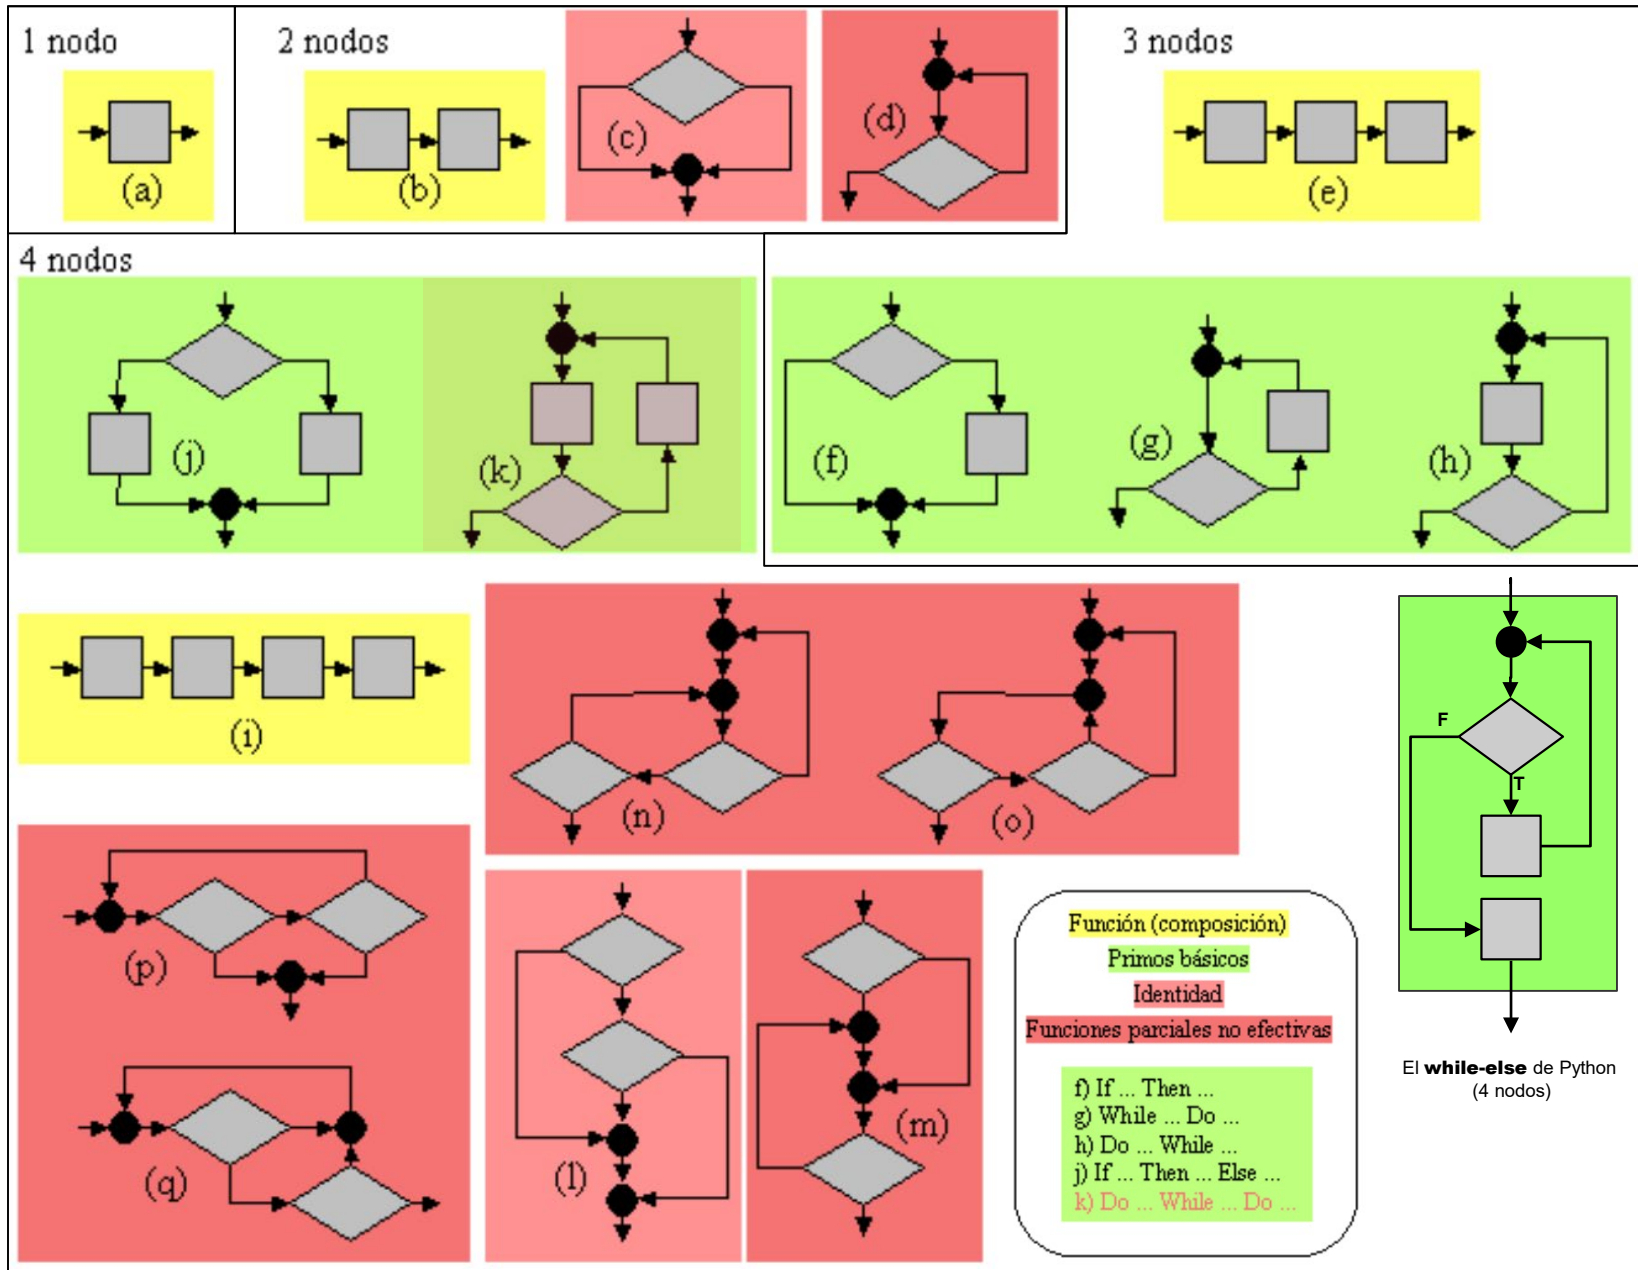 1 nodo
2 nodos
3 nodos
(a)
(b)
(c)
(d)
(e)
4 nodos
(j)
(k)
(f)
(g)
(h)
(i)
(n)
(o)
F
T
(p)
(q)
(l)
(m)
Función (composición)
Primos básicos
Identidad
Funciones parciales no efectivas
f) If ... Then ...
g) While ... Do ...
h) Do ... While ...
j) If ... Then ... Else ...
k) Do ... While ... Do ...
El while-else de Python
(4 nodos)